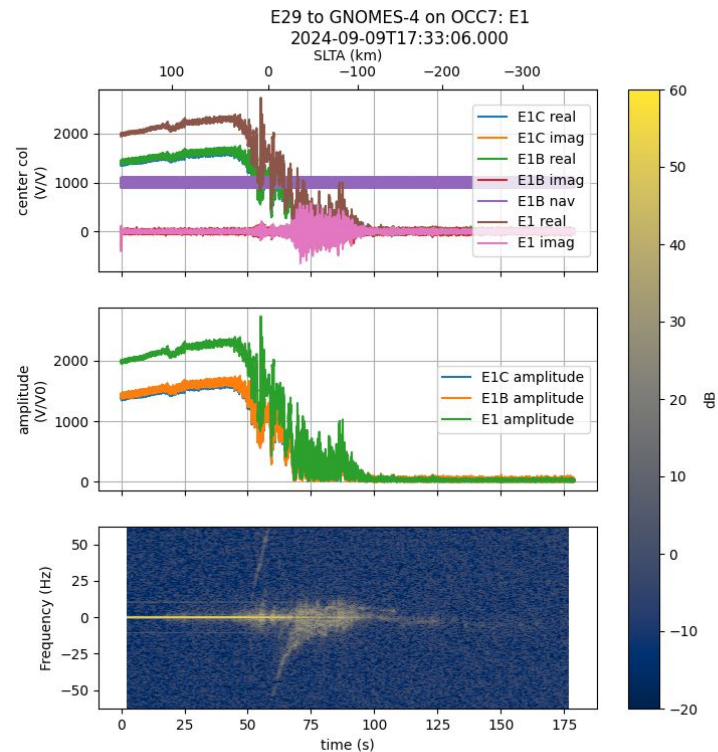 E29 to GNOMES-4 on OCC7: E1
2024-09-09T17:33:06.000
SLTA (km)
100 0 −100 −200 −300
center col
(V/V)
2000
1000
0
E1C real
E1C imag
E1B real
E1B imag
E1B nav
E1 real
E1 imag
amplitude
(V/V0)
2000
1000
0
E1C amplitude
E1B amplitude
E1 amplitude
Frequency (Hz)
50
25
0
−25
−50
0 25 50 75 100 125 150 175
time (s)
60
50
40
30
20
10
0
−10
−20
dB